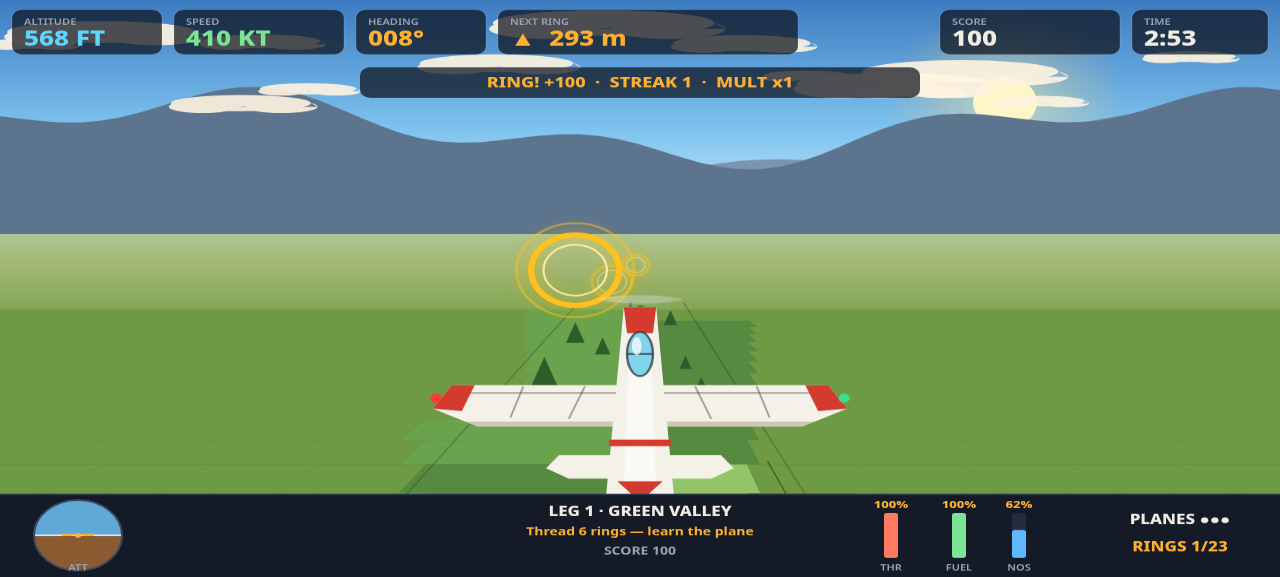 ALTITUDE
568 FT
SPEED
410 KT
HEADING
008°
NEXT RING
▲ 293 m
SCORE
100
TIME
2:53
RING! +100 · STREAK 1 · MULT x1
ATT
LEG 1 · GREEN VALLEY
Thread 6 rings — learn the plane
SCORE 100
100%
THR
100%
FUEL
62%
NOS
PLANES ●●●
RINGS 1/23